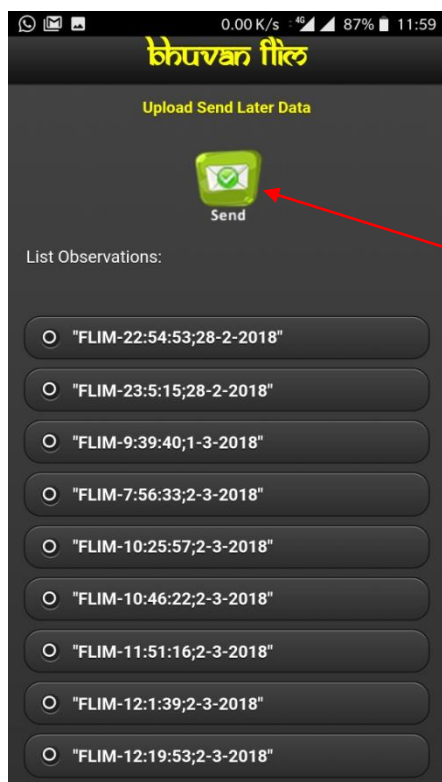 0.00 K/s 4G 87% 11:59
bhuvan flim
Upload Send Later Data
Send
List Observations:
"FLIM-22:54:53;28-2-2018"
"FLIM-23:5:15;28-2-2018"
"FLIM-9:39:40;1-3-2018"
"FLIM-7:56:33;2-3-2018"
"FLIM-10:25:57;2-3-2018"
"FLIM-10:46:22;2-3-2018"
"FLIM-11:51:16;2-3-2018"
"FLIM-12:1:39;2-3-2018"
"FLIM-12:19:53;2-3-2018"